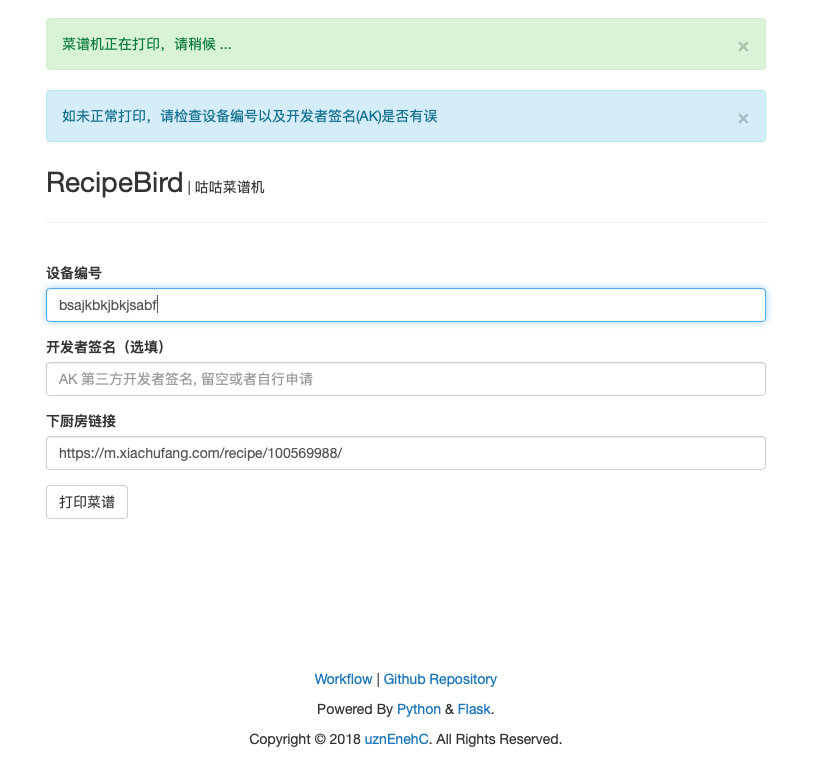 菜谱机正在打印，请稍候 ...
×
如未正常打印，请检查设备编号以及开发者签名(AK)是否有误
×
RecipeBird | 咕咕菜谱机
设备编号
bsajkbkjbkjsabf
开发者签名（选填）
AK 第三方开发者签名, 留空或者自行申请
下厨房链接
https://m.xiachufang.com/recipe/100569988/
打印菜谱
Workflow | Github Repository
Powered By Python & Flask.
Copyright © 2018 uznEnehC. All Rights Reserved.